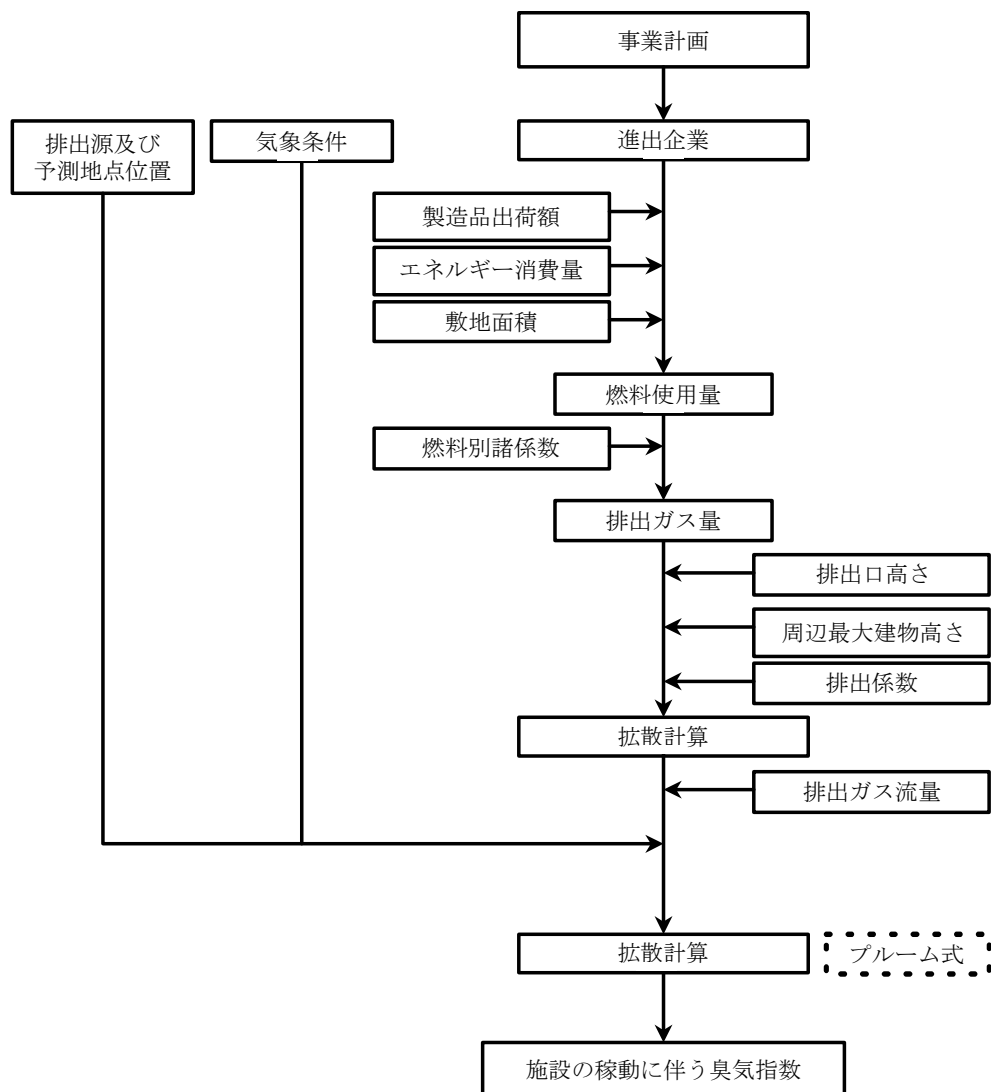 事業計画
排出源及び
予測地点位置
気象条件
進出企業
製造品出荷額
エネルギー消費量
敷地面積
燃料使用量
燃料別諸係数
排出ガス量
排出口高さ
周辺最大建物高さ
排出係数
拡散計算
排出ガス流量
拡散計算
プルーム式
施設の稼動に伴う臭気指数